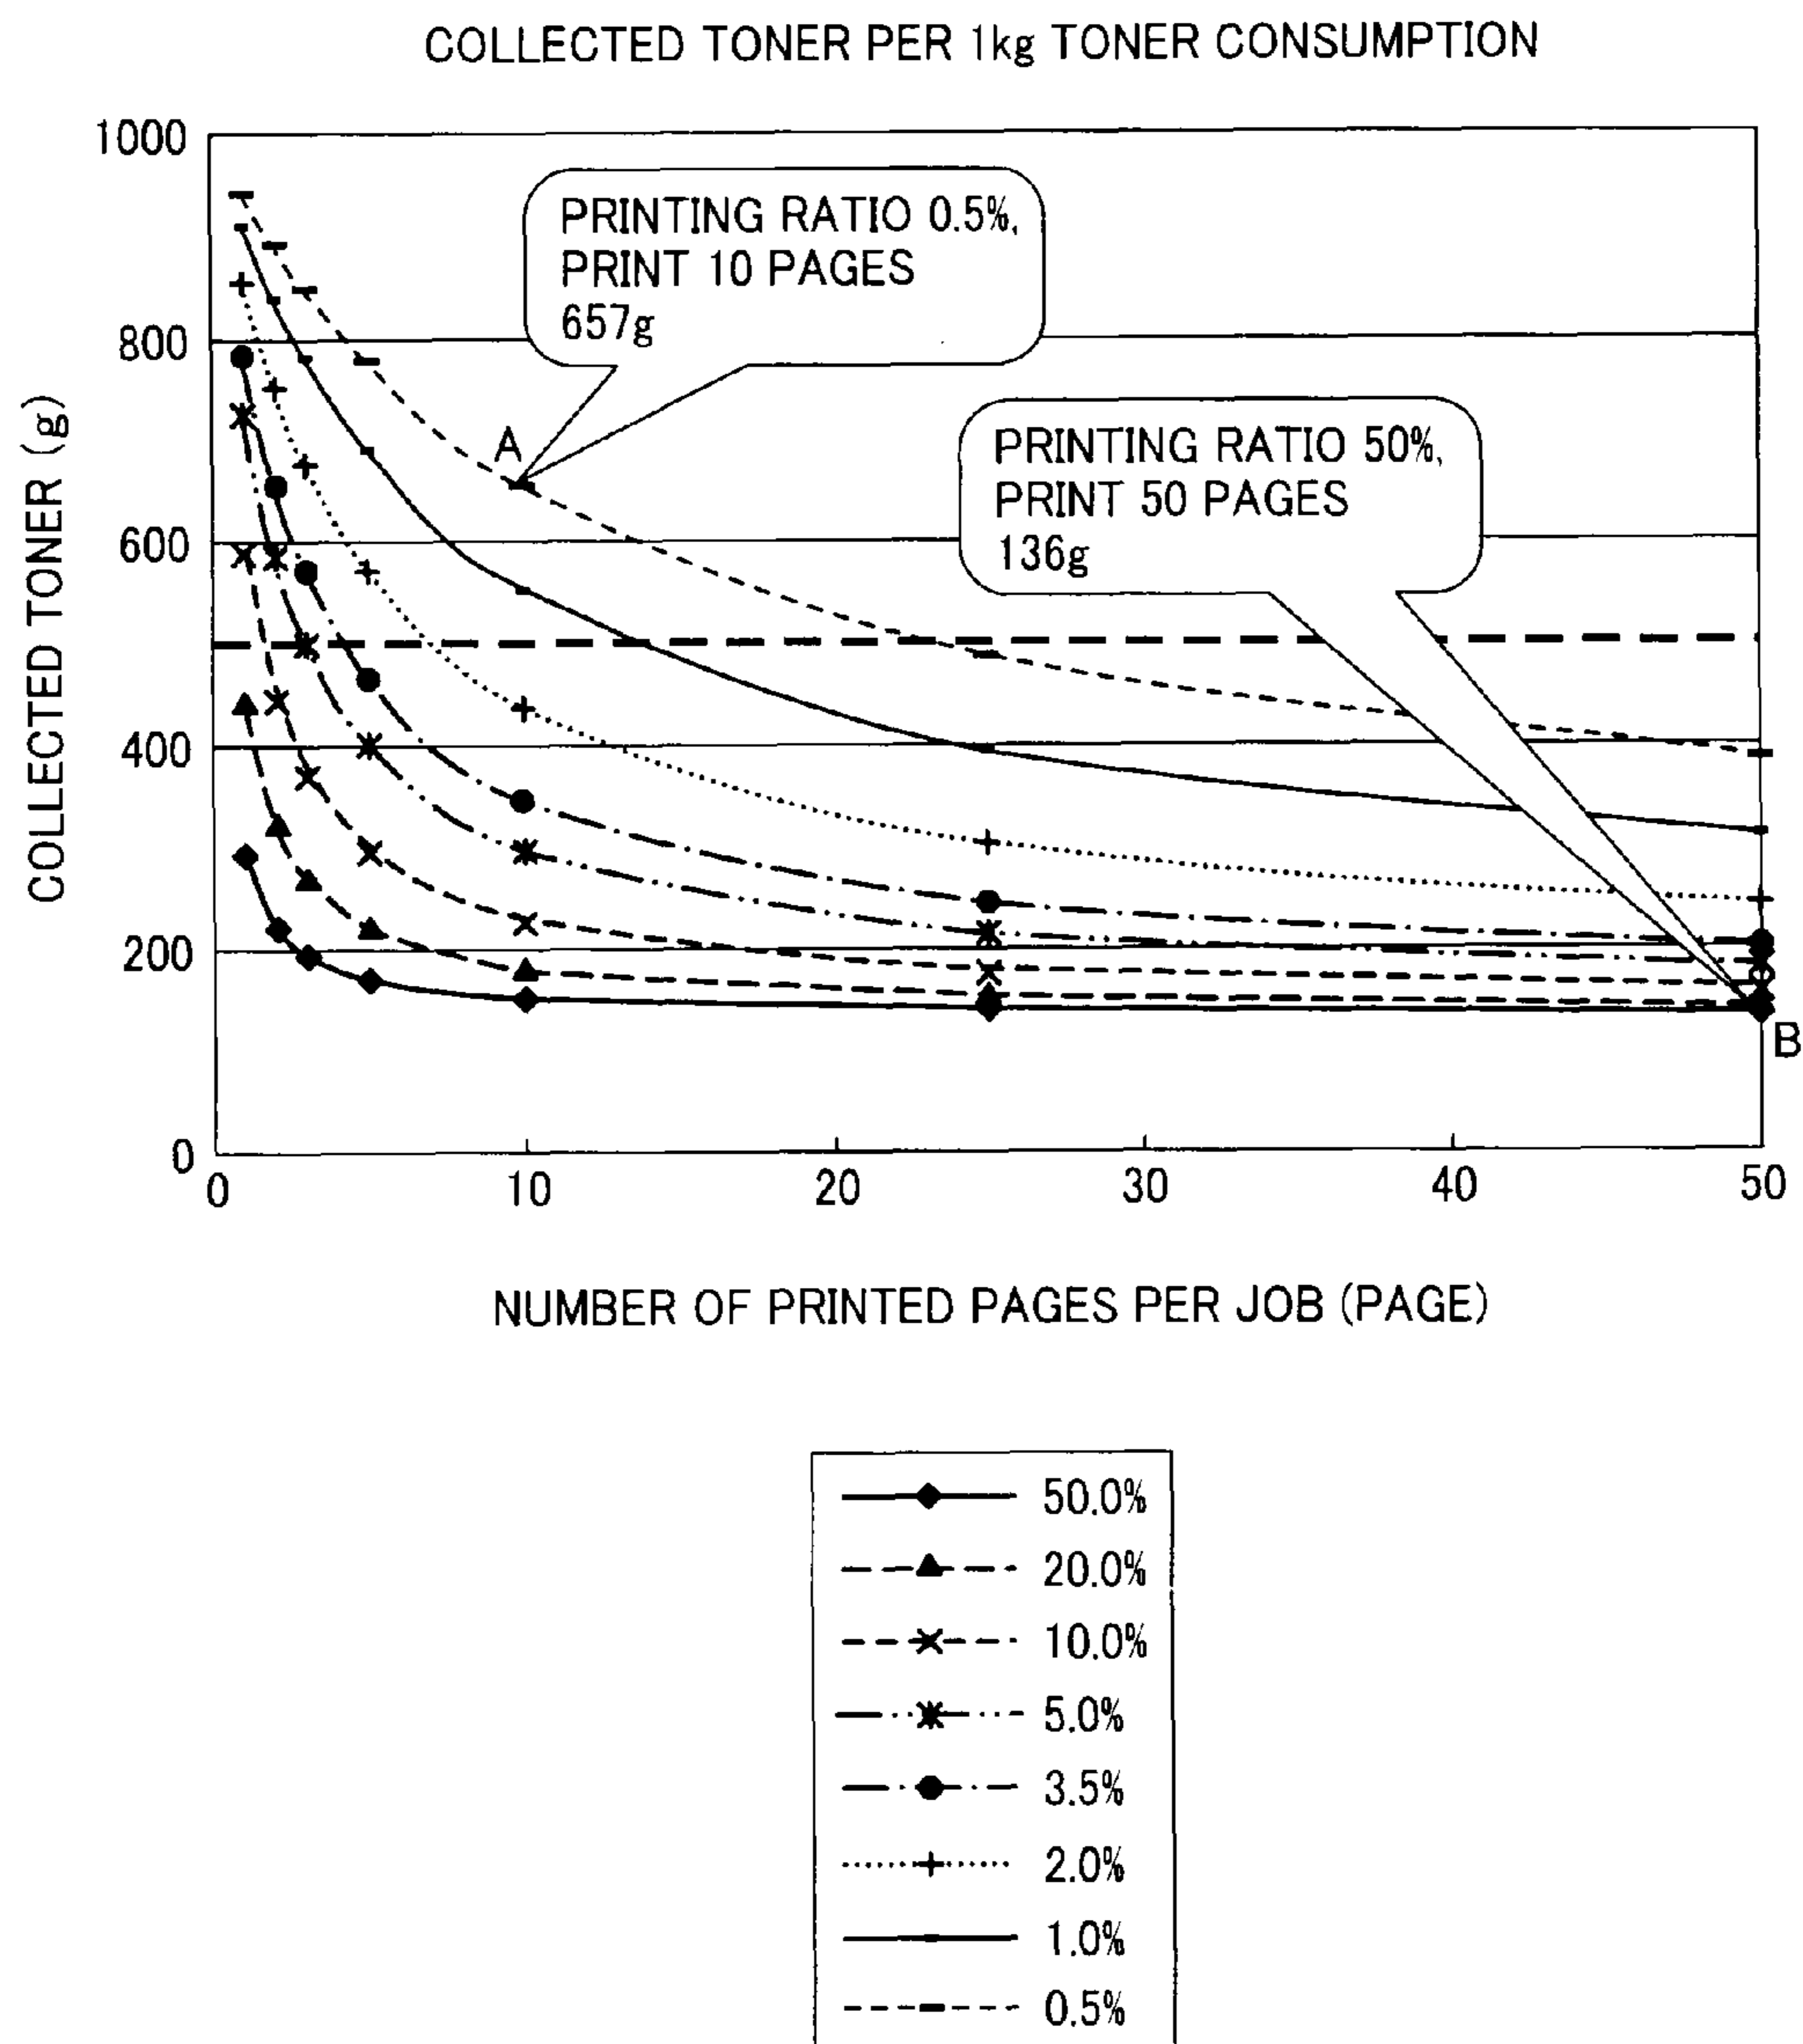 COLLECTED TONER PER 1kg TONER CONSUMPTION
1000
800
600
400
200
0
COLLECTED TONER (g)
PRINTING RATIO 0.5%,
PRINT 10 PAGES
657g
A
PRINTING RATIO 50%,
PRINT 50 PAGES
136g
B
0 10 20 30 40 50
NUMBER OF PRINTED PAGES PER JOB (PAGE)
50.0%
20.0%
10.0%
5.0%
3.5%
2.0%
1.0%
0.5%